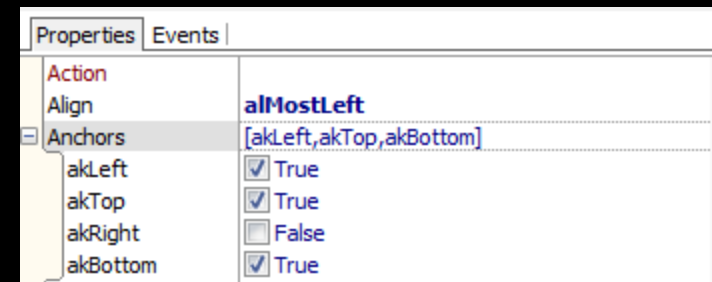 Properties Events
Action
Align alMostLeft
Anchors [akLeft,akTop,akBottom]
akLeft True
akTop True
akRight False
akBottom True